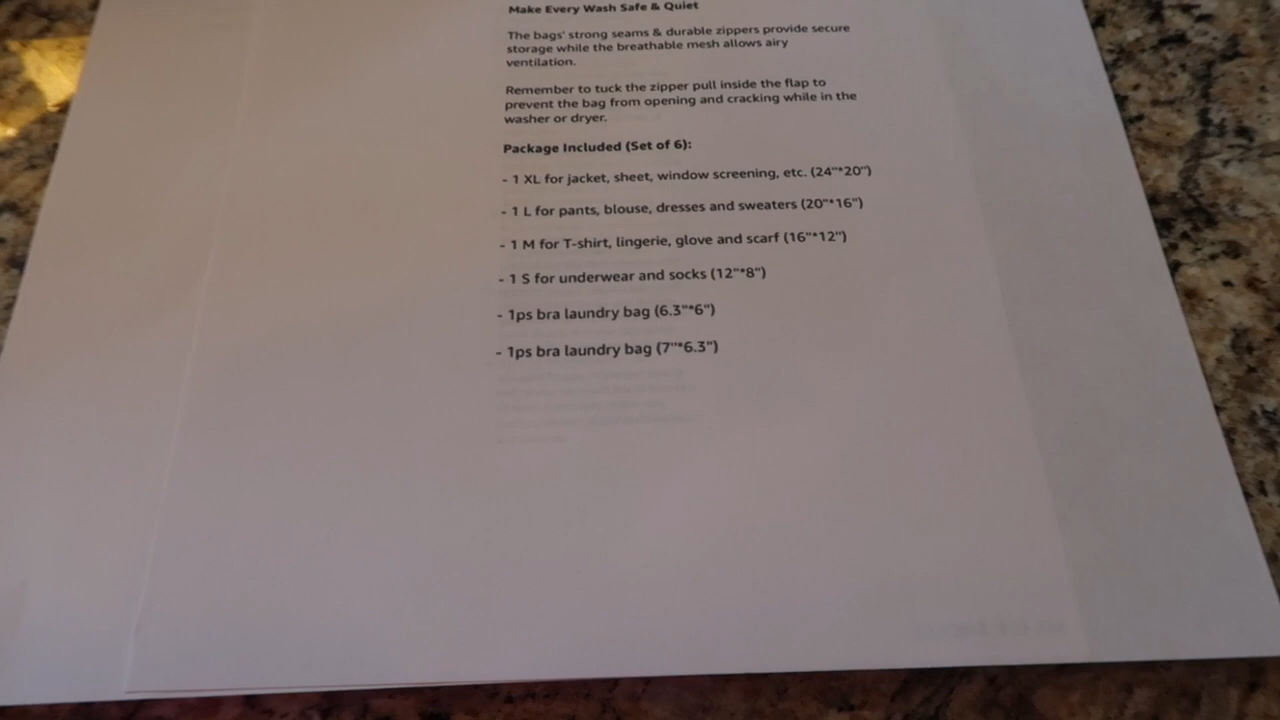 Make Every Wash Safe & Quiet
The bags' strong seams & durable zippers provide secure
storage while the breathable mesh allows airy
ventilation.
Remember to tuck the zipper pull inside the flap to
prevent the bag from opening and cracking while in the
washer or dryer.
Package Included (Set of 6):
- 1 XL for jacket, sheet, window screening, etc. (24"*20")
- 1 L for pants, blouse, dresses and sweaters (20"*16")
- 1 M for T-shirt, lingerie, glove and scarf (16"*12")
- 1 S for underwear and socks (12"*8")
- 1ps bra laundry bag (6.3"*6")
- 1ps bra laundry bag (7"*6.3")